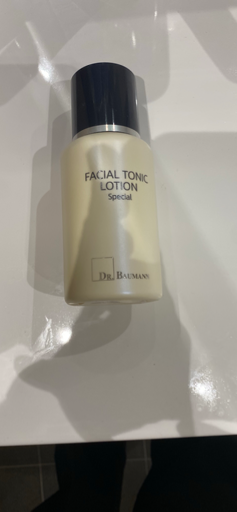 FACIAL TONIC
LOTION
Special
DR. BAUMANN